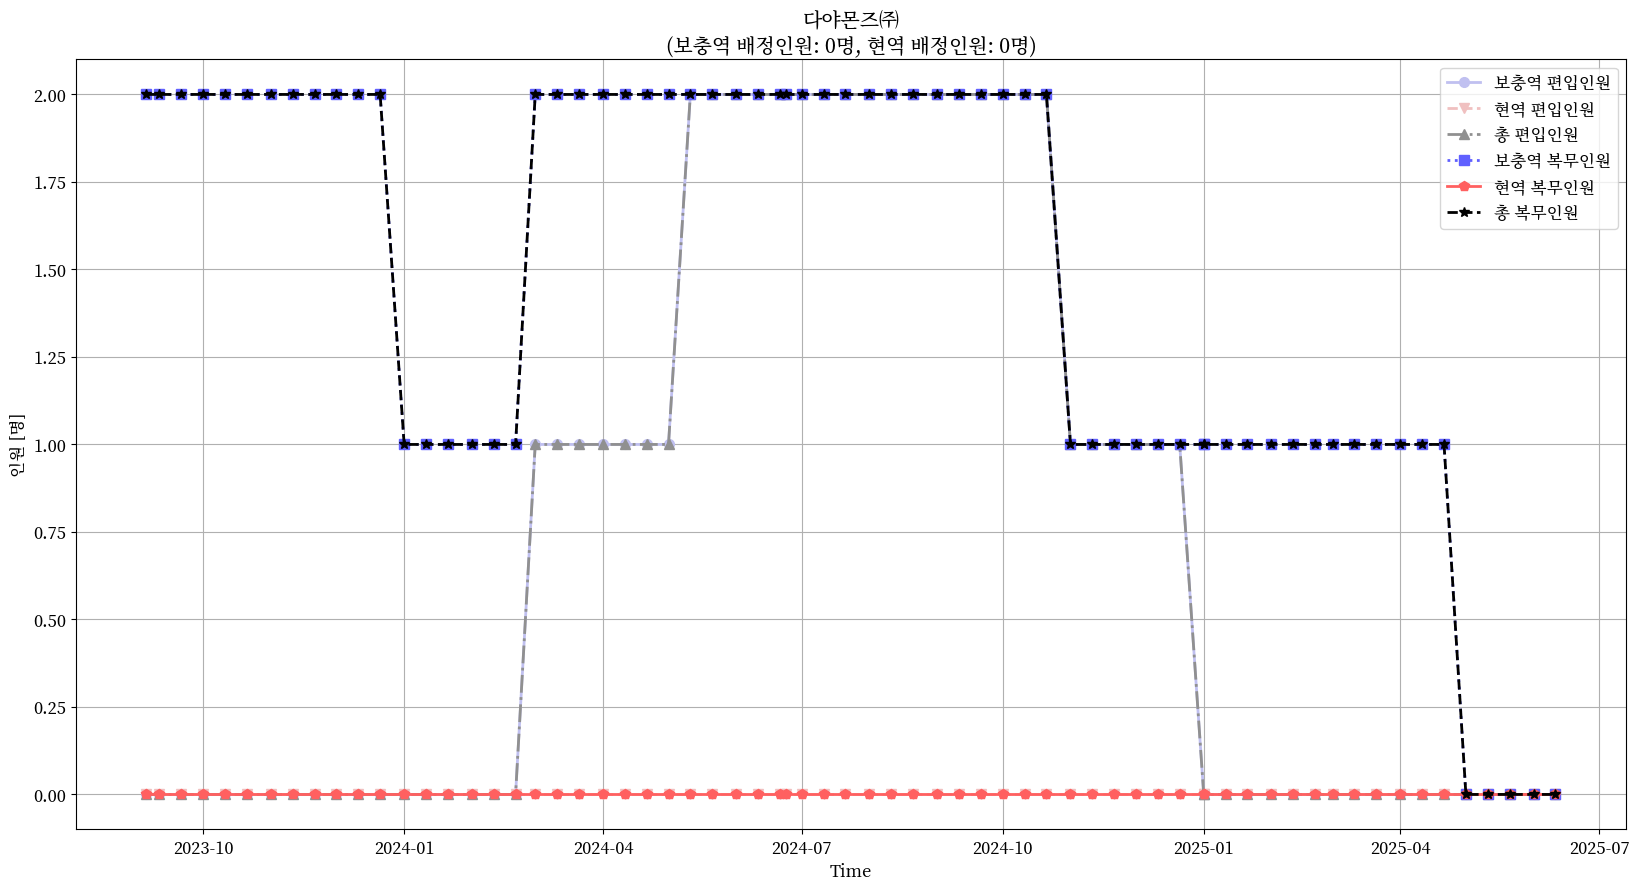 다야몬즈㈜
(보충역 배정인원: 0명, 현역 배정인원: 0명)
보충역 편입인원
현역 편입인원
총 편입인원
보충역 복무인원
현역 복무인원
총 복무인원
2.00
1.75
1.50
1.25
1.00
0.75
0.50
0.25
0.00
인원 [명]
2023-10
2024-01
2024-04
2024-07
2024-10
2025-01
2025-04
2025-07
Time